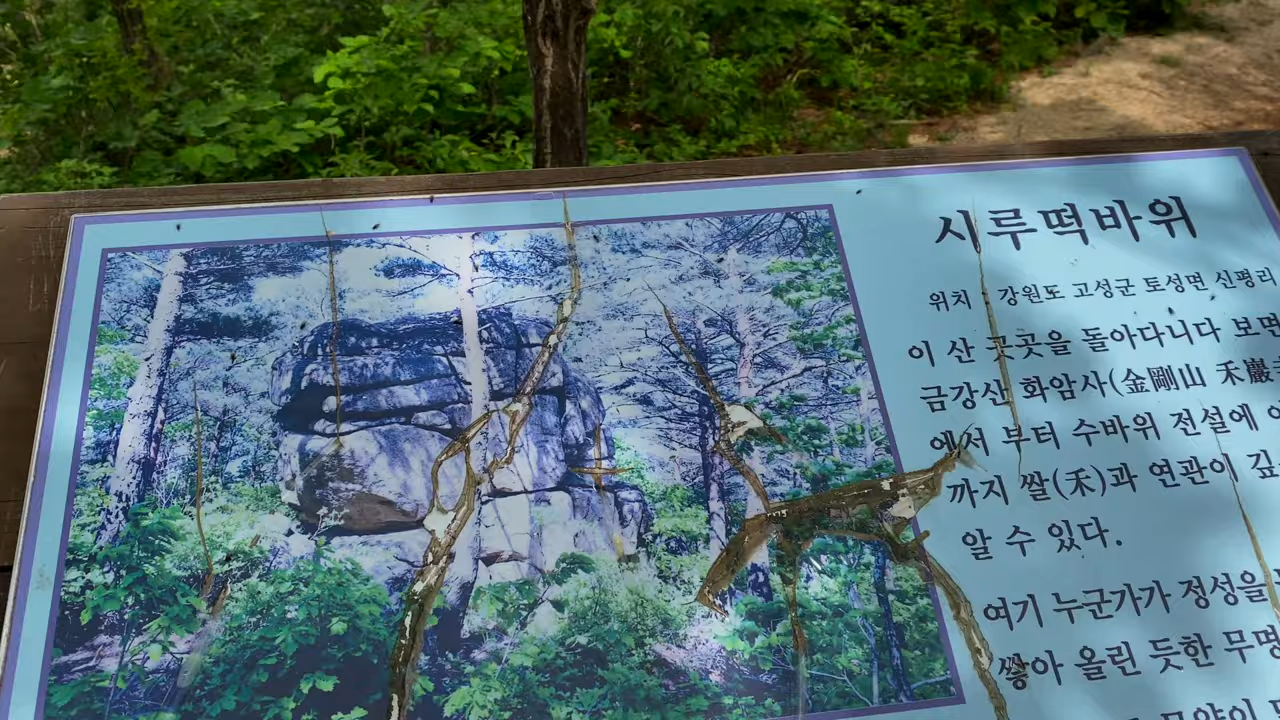 시루떡바위
위치 : 강원도 고성군 토성면 신평리
이 산 곳곳을 돌아다니다 보면
금강산 화암사(金剛山 禾巖寺
에서 부터 수바위 전설에
까지 쌀(禾)과 연관이 깊
알 수 있다.
여기 누군가가 정성을
쌓아 올린 듯한 무명
모양이